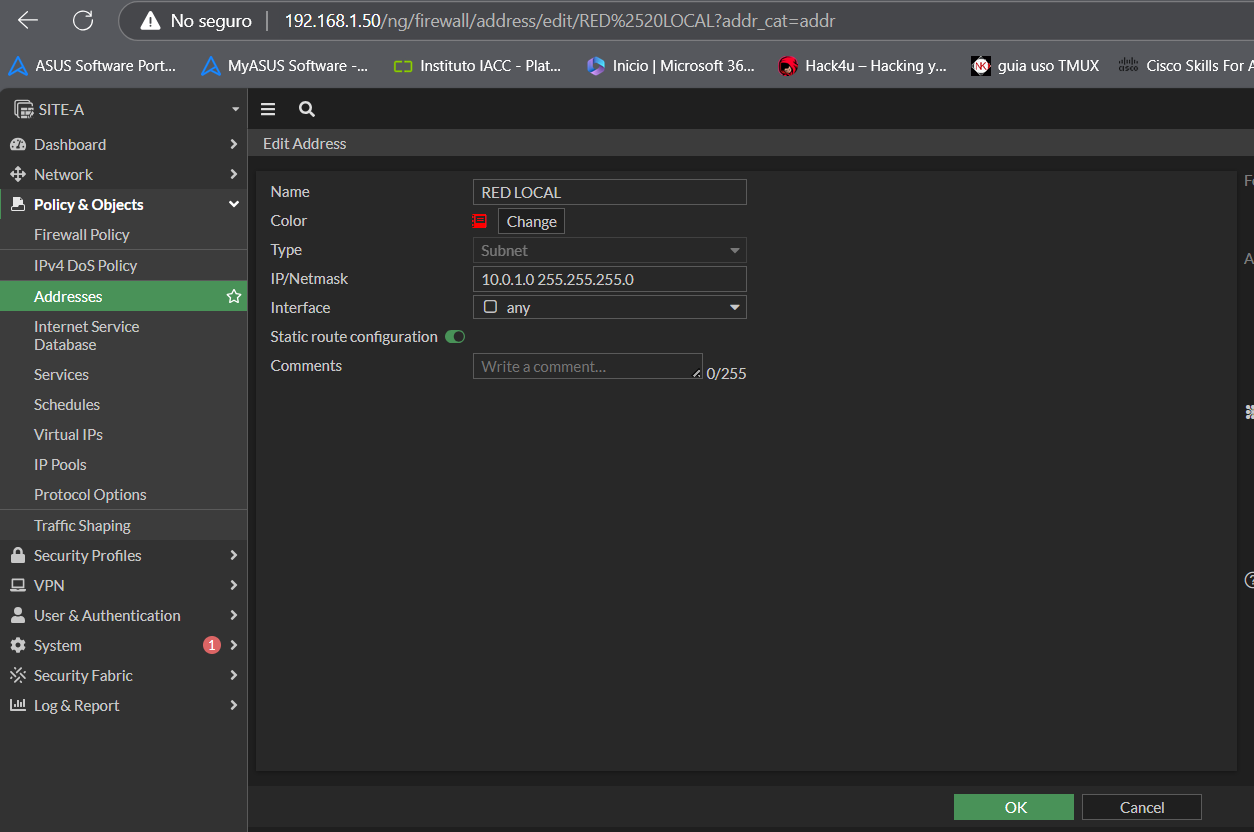 No seguro 192.168.1.50/ng/firewall/address/edit/RED%2520LOCAL?addr_cat=addr
ASUS Software Port... MyASUS Software -... Instituto IACC - Plat... Inicio | Microsoft 36... Hack4u – Hacking y... NK guia uso TMUX cisco Cisco Skills For A
SITE-A
Edit Address
Dashboard
Network
Policy & Objects
Firewall Policy
IPv4 DoS Policy
Addresses
Internet Service
Database
Services
Schedules
Virtual IPs
IP Pools
Protocol Options
Traffic Shaping
Security Profiles
VPN
User & Authentication
System 1
Security Fabric
Log & Report
Name RED LOCAL
Color Change
Type Subnet
IP/Netmask 10.0.1.0 255.255.255.0
Interface any
Static route configuration
Comments Write a comment... 0/255
OK Cancel